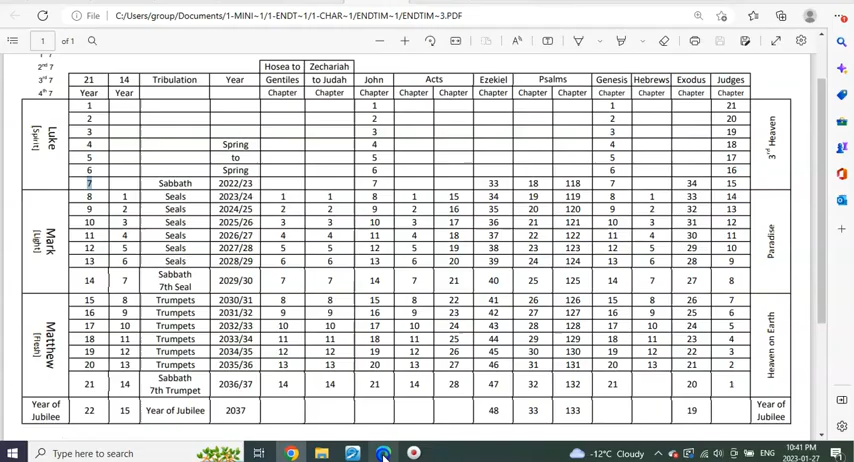 File | C:/Users/group/Documents/1-MINI~1/1-ENDT~1/1-CHAR~1/ENDTIM~1/ENDTIM~3.PDF
1 of 1
2nd 7
3rd 7
4th 7
Hosea to Zechariah
21 14 Tribulation Year Gentiles to Judah John Acts Ezekiel Psalms Genesis Hebrews Exodus Judges
Year Year Chapter Chapter Chapter Chapter Chapter Chapter Chapter Chapter Chapter Chapter Chapter Chapter
Luke [Spirit]
1 1 1 21
2 2 2 20
3 3 3 19
4 Spring 4 4 18
5 to 5 5 17
6 Spring 6 6 16
7 Sabbath 2022/23 7 33 18 118 7 34 15
3rd Heaven
Mark [Light]
8 1 Seals 2023/24 1 1 8 1 15 34 19 119 8 1 33 14
9 2 Seals 2024/25 2 2 9 2 16 35 20 120 9 2 32 13
10 3 Seals 2025/26 3 3 10 3 17 36 21 121 10 3 31 12
11 4 Seals 2026/27 4 4 11 4 18 37 22 122 11 4 30 11
12 5 Seals 2027/28 5 5 12 5 19 38 23 123 12 5 29 10
13 6 Seals 2028/29 6 6 13 6 20 39 24 124 13 6 28 9
14 7 Sabbath 7th Seal 2029/30 7 7 14 7 21 40 25 125 14 7 27 8
Paradise
Matthew [Flesh]
15 8 Trumpets 2030/31 8 8 15 8 22 41 26 126 15 8 26 7
16 9 Trumpets 2031/32 9 9 16 9 23 42 27 127 16 9 25 6
17 10 Trumpets 2032/33 10 10 17 10 24 43 28 128 17 10 24 5
18 11 Trumpets 2033/34 11 11 18 11 25 44 29 129 18 11 23 4
19 12 Trumpets 2034/35 12 12 19 12 26 45 30 130 19 12 22 3
20 13 Trumpets 2035/36 13 13 20 13 27 46 31 131 20 13 21 2
21 14 Sabbath 7th Trumpet 2036/37 14 14 21 14 28 47 32 132 21 20 1
Heaven on Earth
Year of Jubilee 22 15 Year of Jubilee 2037 48 33 133 19 Year of Jubilee
Type here to search
-12°C Cloudy
ENG
10:41 PM
2023-01-27